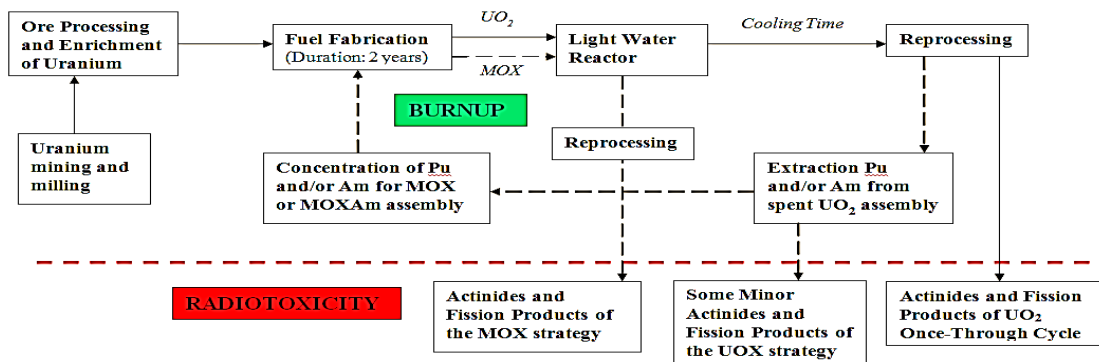 Ore Processing
and Enrichment
of Uranium
Fuel Fabrication
(Duration: 2 years)
UO₂
MOX
Light Water
Reactor
Cooling Time
Reprocessing
BURNUP
Uranium
mining and
milling
Concentration of Pu
and/or Am for MOX
or MOXAm assembly
Reprocessing
Extraction Pu
and/or Am from
spent UO₂ assembly
RADIOTOXICITY
Actinides and
Fission Products of
the MOX strategy
Some Minor
Actinides and
Fission Products of
the UOX strategy
Actinides and Fission
Products of UO₂
Once-Through Cycle